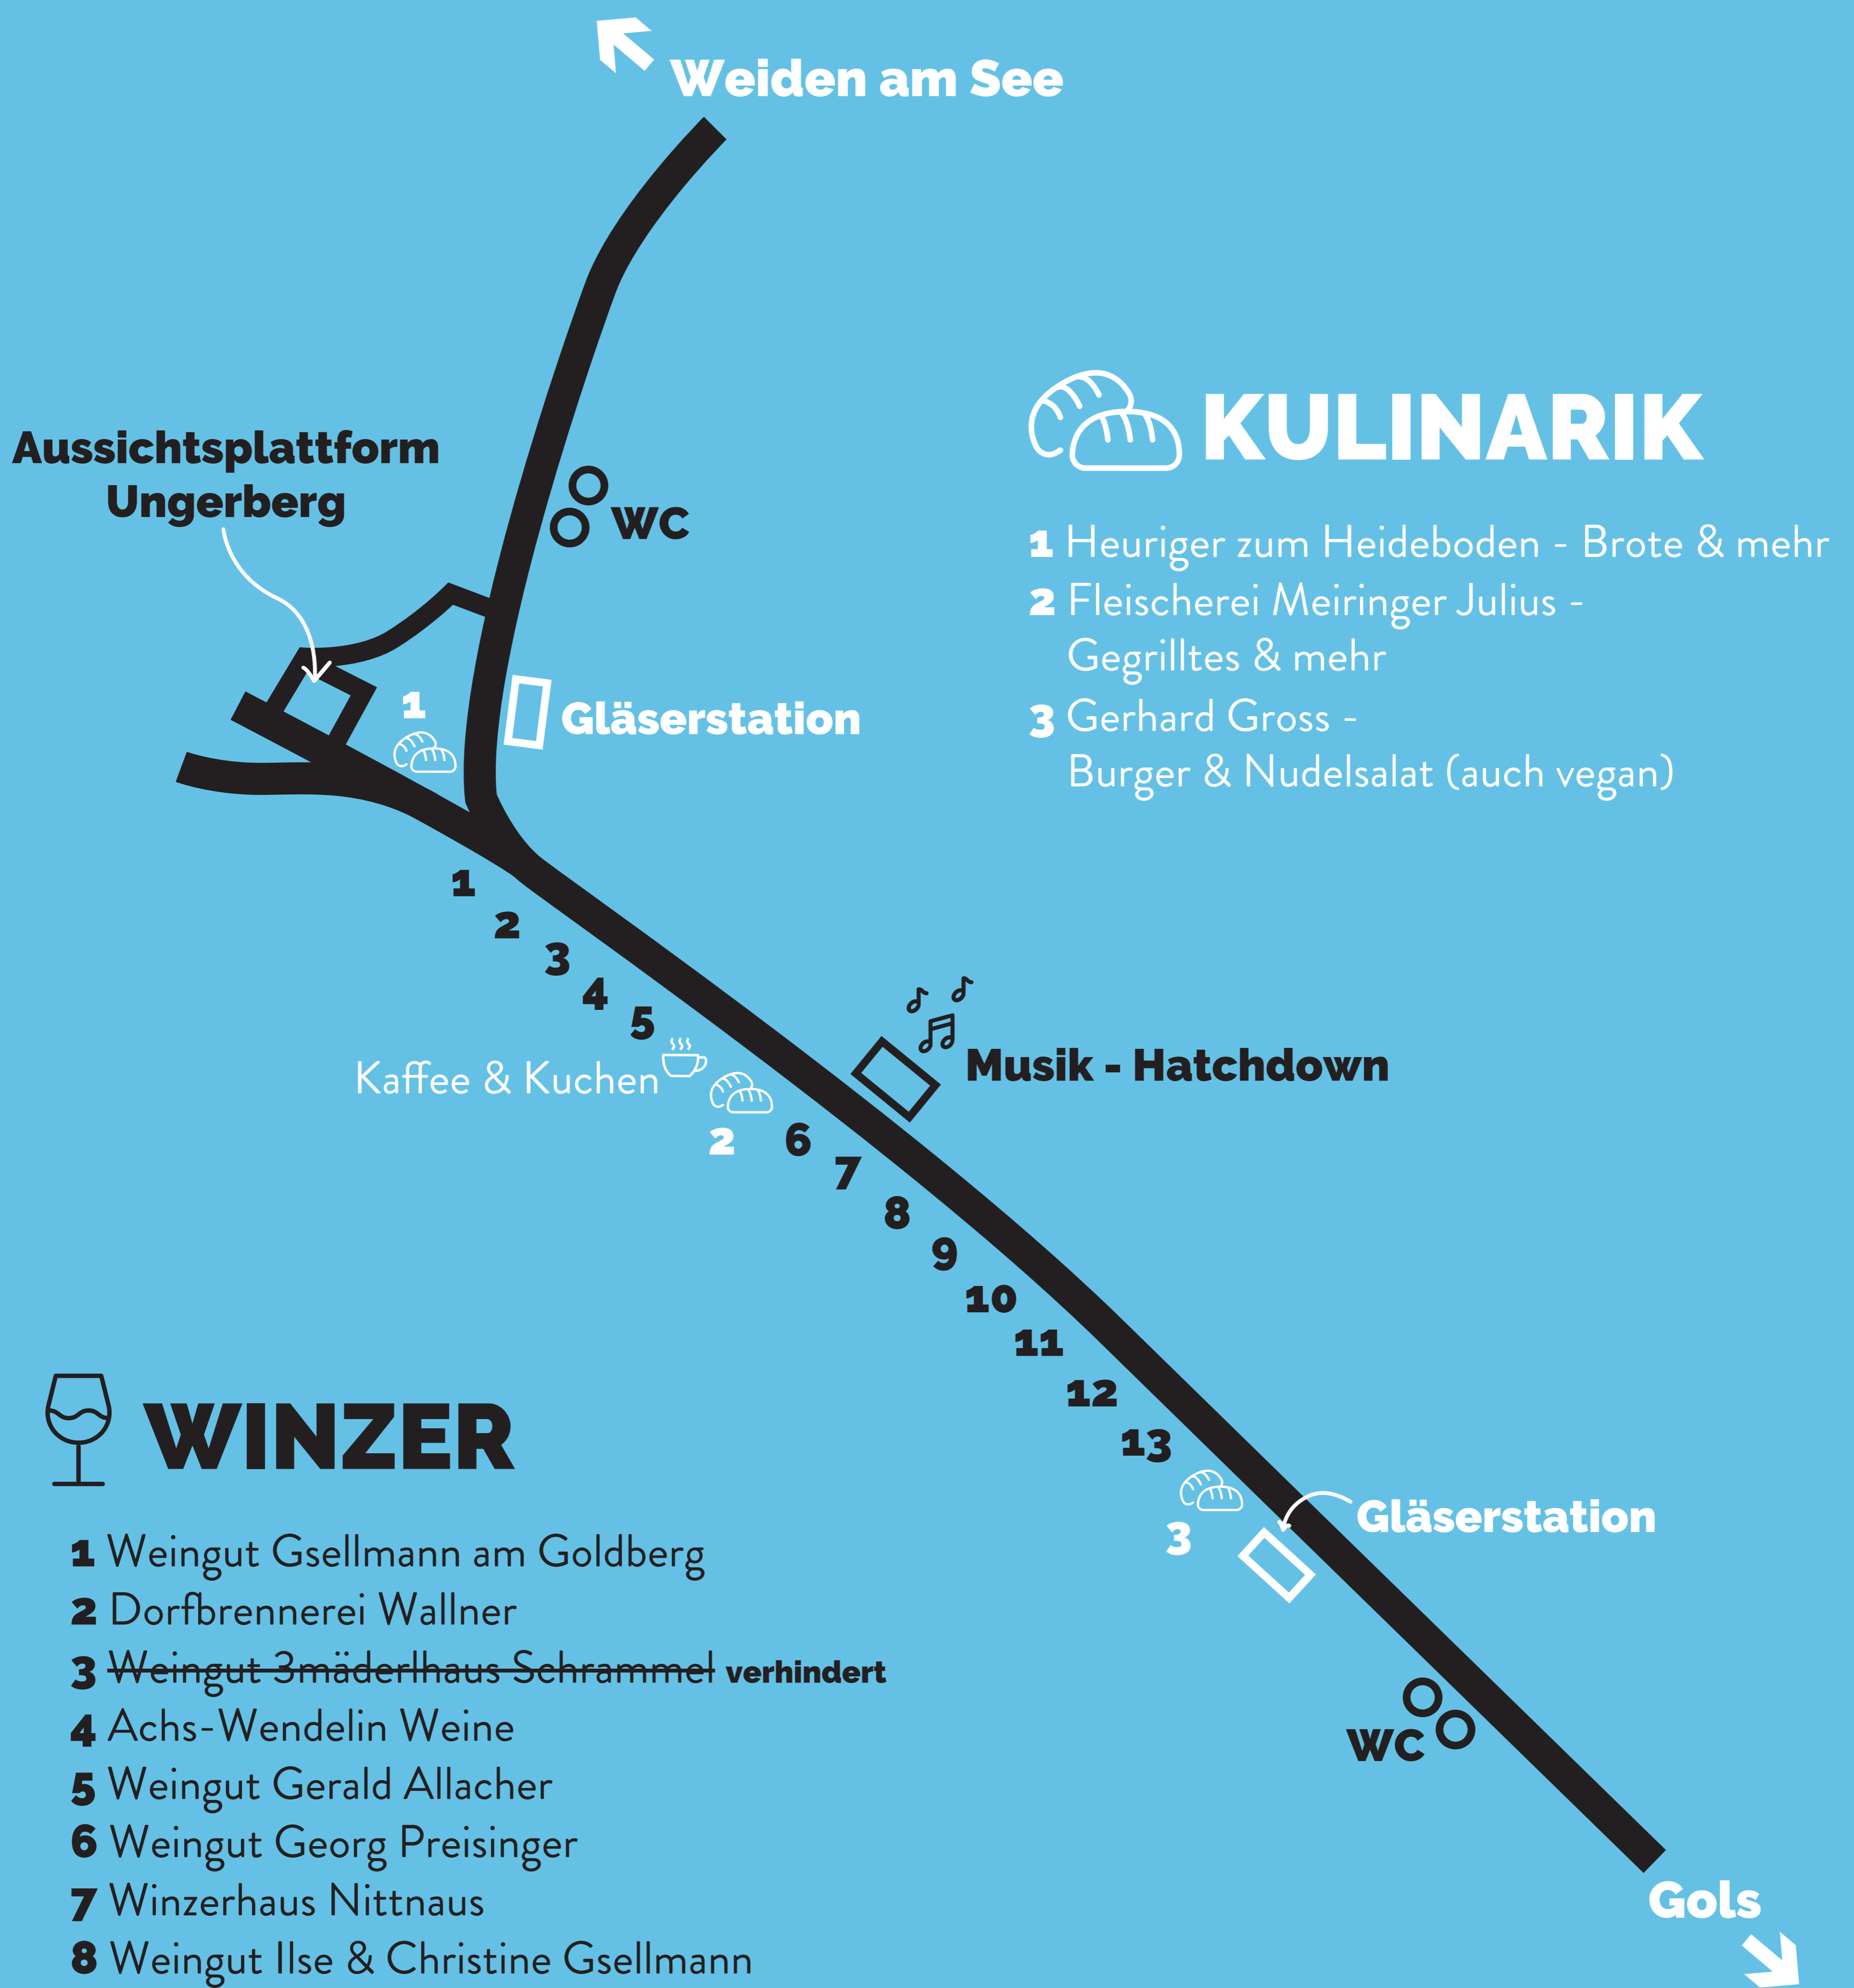 Weiden am See
Aussichtsplattform
Ungerberg
WC
KULINARIK
1 Heuriger zum Heideboden - Brote & mehr
2 Fleischerei Meiringer Julius -
Gegrilltes & mehr
3 Gerhard Gross -
Burger & Nudelsalat (auch vegan)
1
Gläserstation
1
2
3
4
5
Kaffee & Kuchen
2
Musik - Hatchdown
6
7
8
9
10
11
12
13
3
Gläserstation
WC
Gols
WINZER
1 Weingut Gsellmann am Goldberg
2 Dorfbrennerei Wallner
3 Weingut 3mäderlhaus Schrammel verhindert
4 Achs-Wendelin Weine
5 Weingut Gerald Allacher
6 Weingut Georg Preisinger
7 Winzerhaus Nittnaus
8 Weingut Ilse & Christine Gsellmann